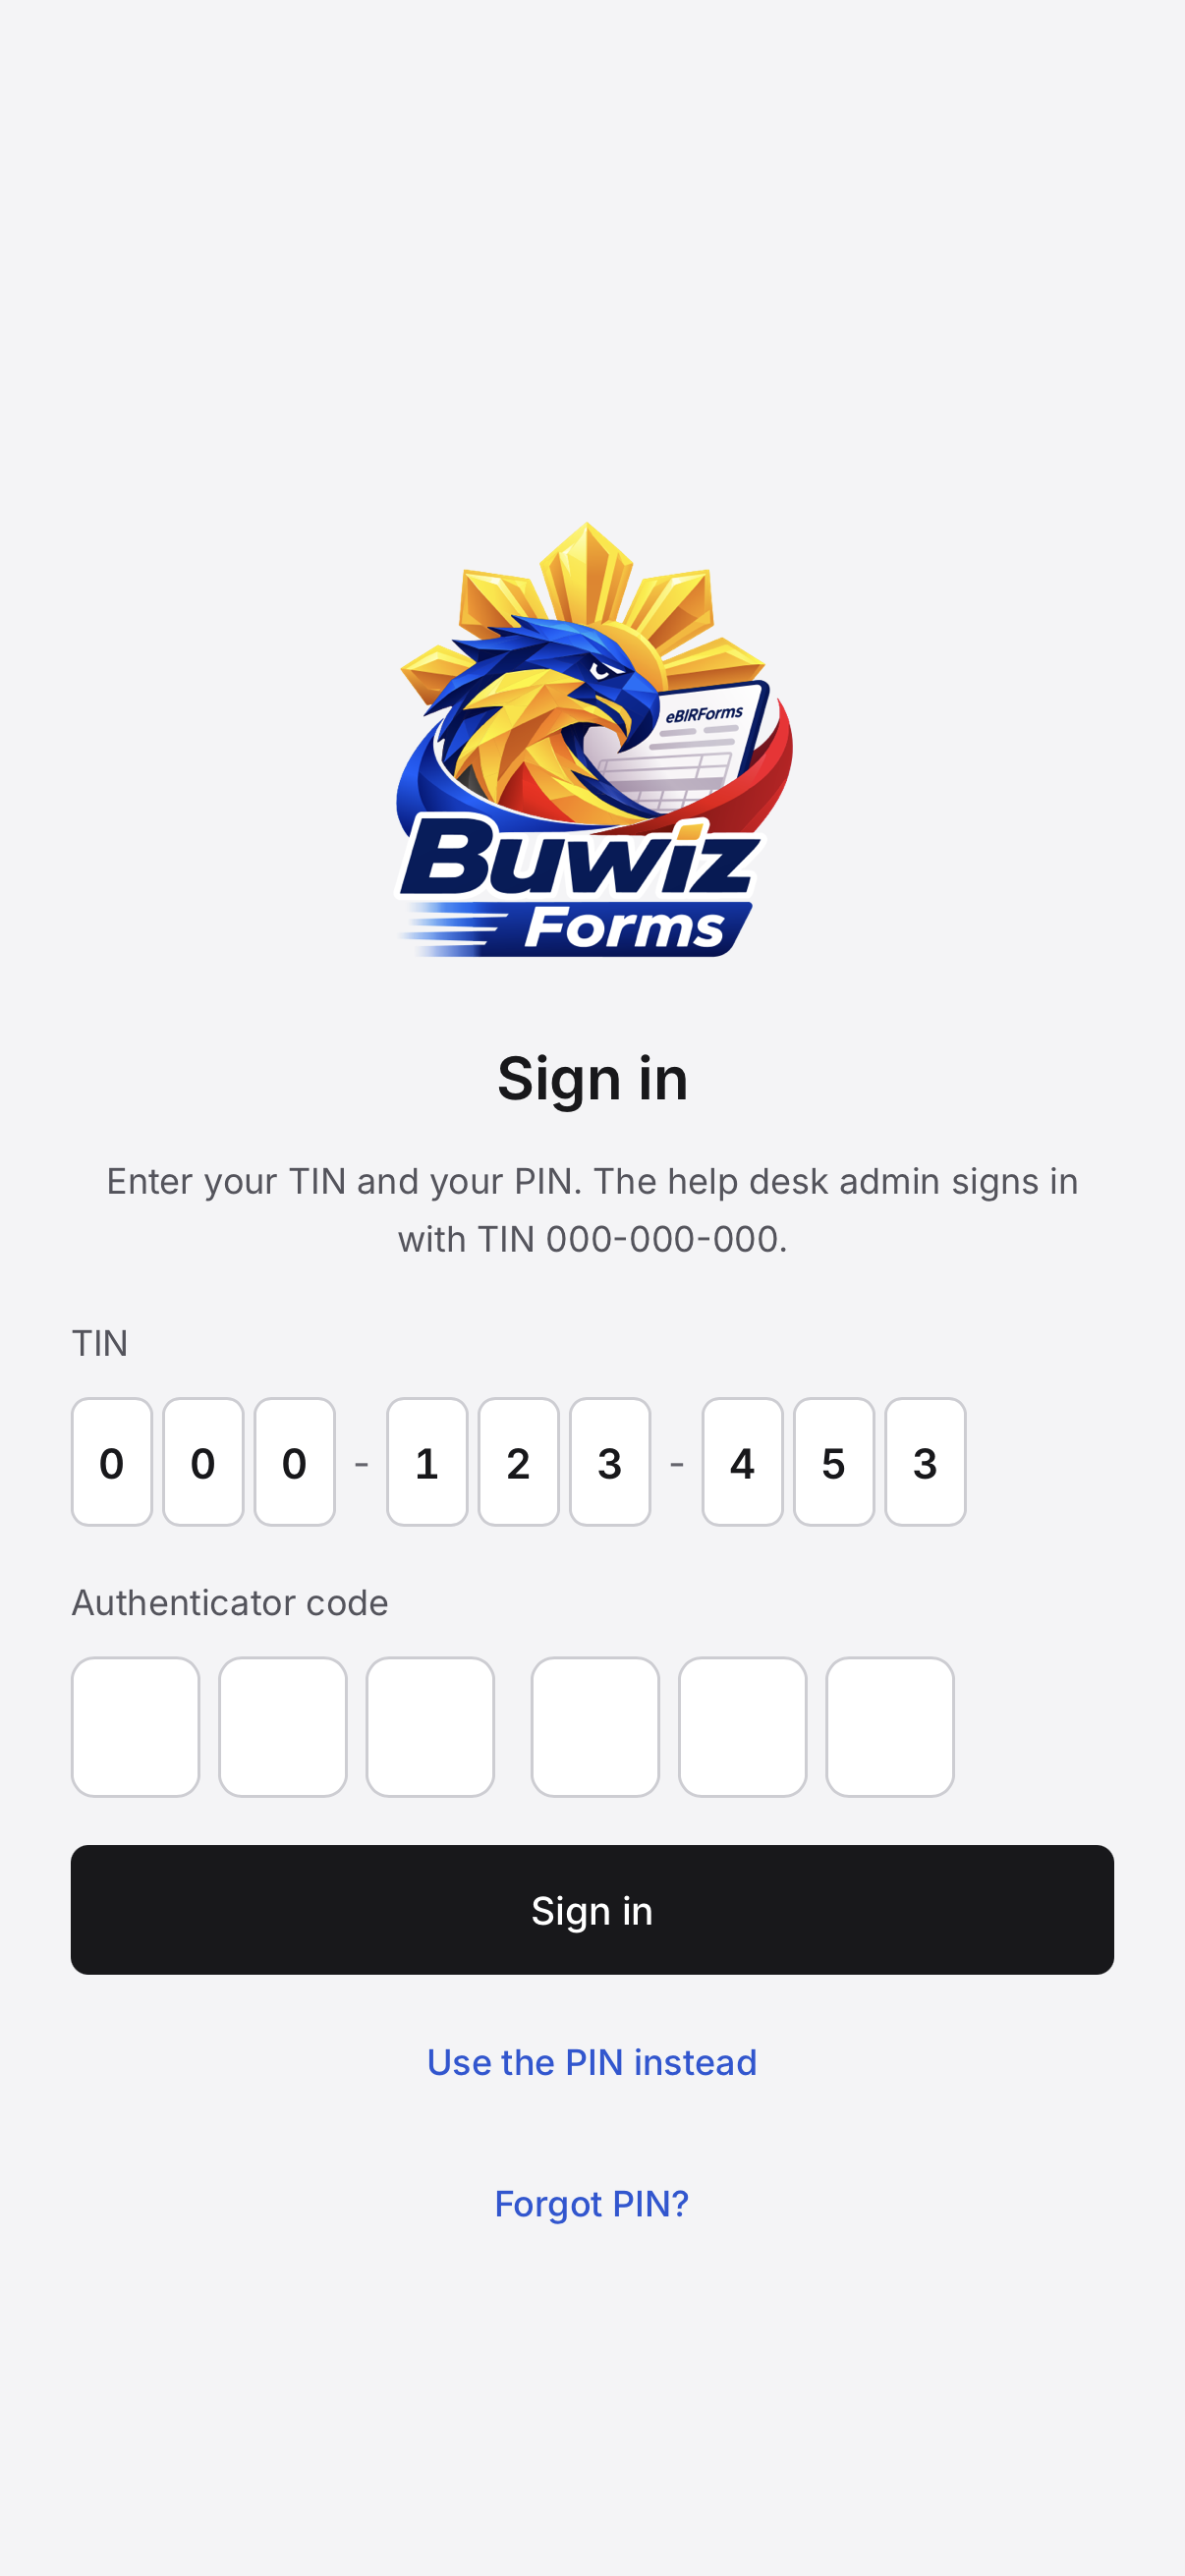 eBIRForms
Buwiz
Forms
Sign in
Enter your TIN and your PIN. The help desk admin signs in
with TIN 000-000-000.
TIN
0 0 0 - 1 2 3 - 4 5 3
Authenticator code
Sign in
Use the PIN instead
Forgot PIN?